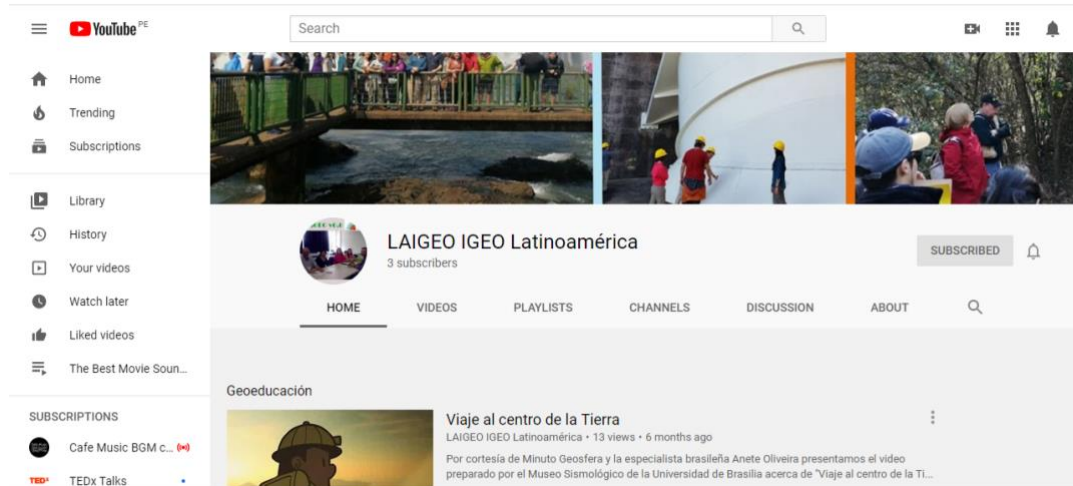 YouTube PE
Search
Home
Trending
Subscriptions
Library
History
Your videos
Watch later
Liked videos
The Best Movie Soun...
SUBSCRIPTIONS
Cafe Music BGM c...
TEDx TEDx Talks
LAIGEO IGEO Latinoamérica
3 subscribers
SUBSCRIBED
HOME VIDEOS PLAYLISTS CHANNELS DISCUSSION ABOUT
Geoeducación
Viaje al centro de la Tierra
LAIGEO IGEO Latinoamérica • 13 views • 6 months ago
Por cortesía de Minuto Geosfera y la especialista brasileña Anete Oliveira presentamos el video
preparado por el Museo Sismológico de la Universidad de Brasilia acerca de "Viaje al centro de la Ti...